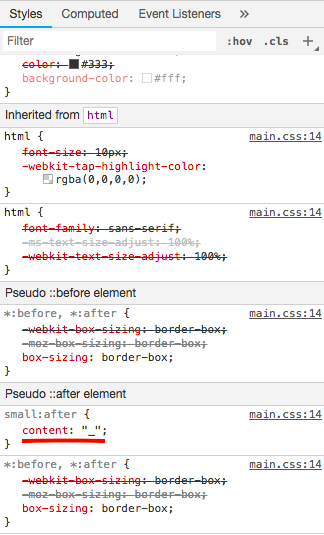 Styles Computed Event Listeners »
Filter :hov .cls +
color: #333;
background-color: #fff;
}
Inherited from html
html { main.css:14
font-size: 10px;
-webkit-tap-highlight-color:
rgba(0,0,0,0);
}
html { main.css:14
font-family: sans-serif;
-ms-text-size-adjust: 100%;
-webkit-text-size-adjust: 100%;
}
Pseudo ::before element
*:before, *:after { main.css:14
-webkit-box-sizing: border-box;
-moz-box-sizing: border-box;
box-sizing: border-box;
}
Pseudo ::after element
small:after { main.css:14
content: "_";
}
*:before, *:after { main.css:14
-webkit-box-sizing: border-box;
-moz-box-sizing: border-box;
box-sizing: border-box;
}